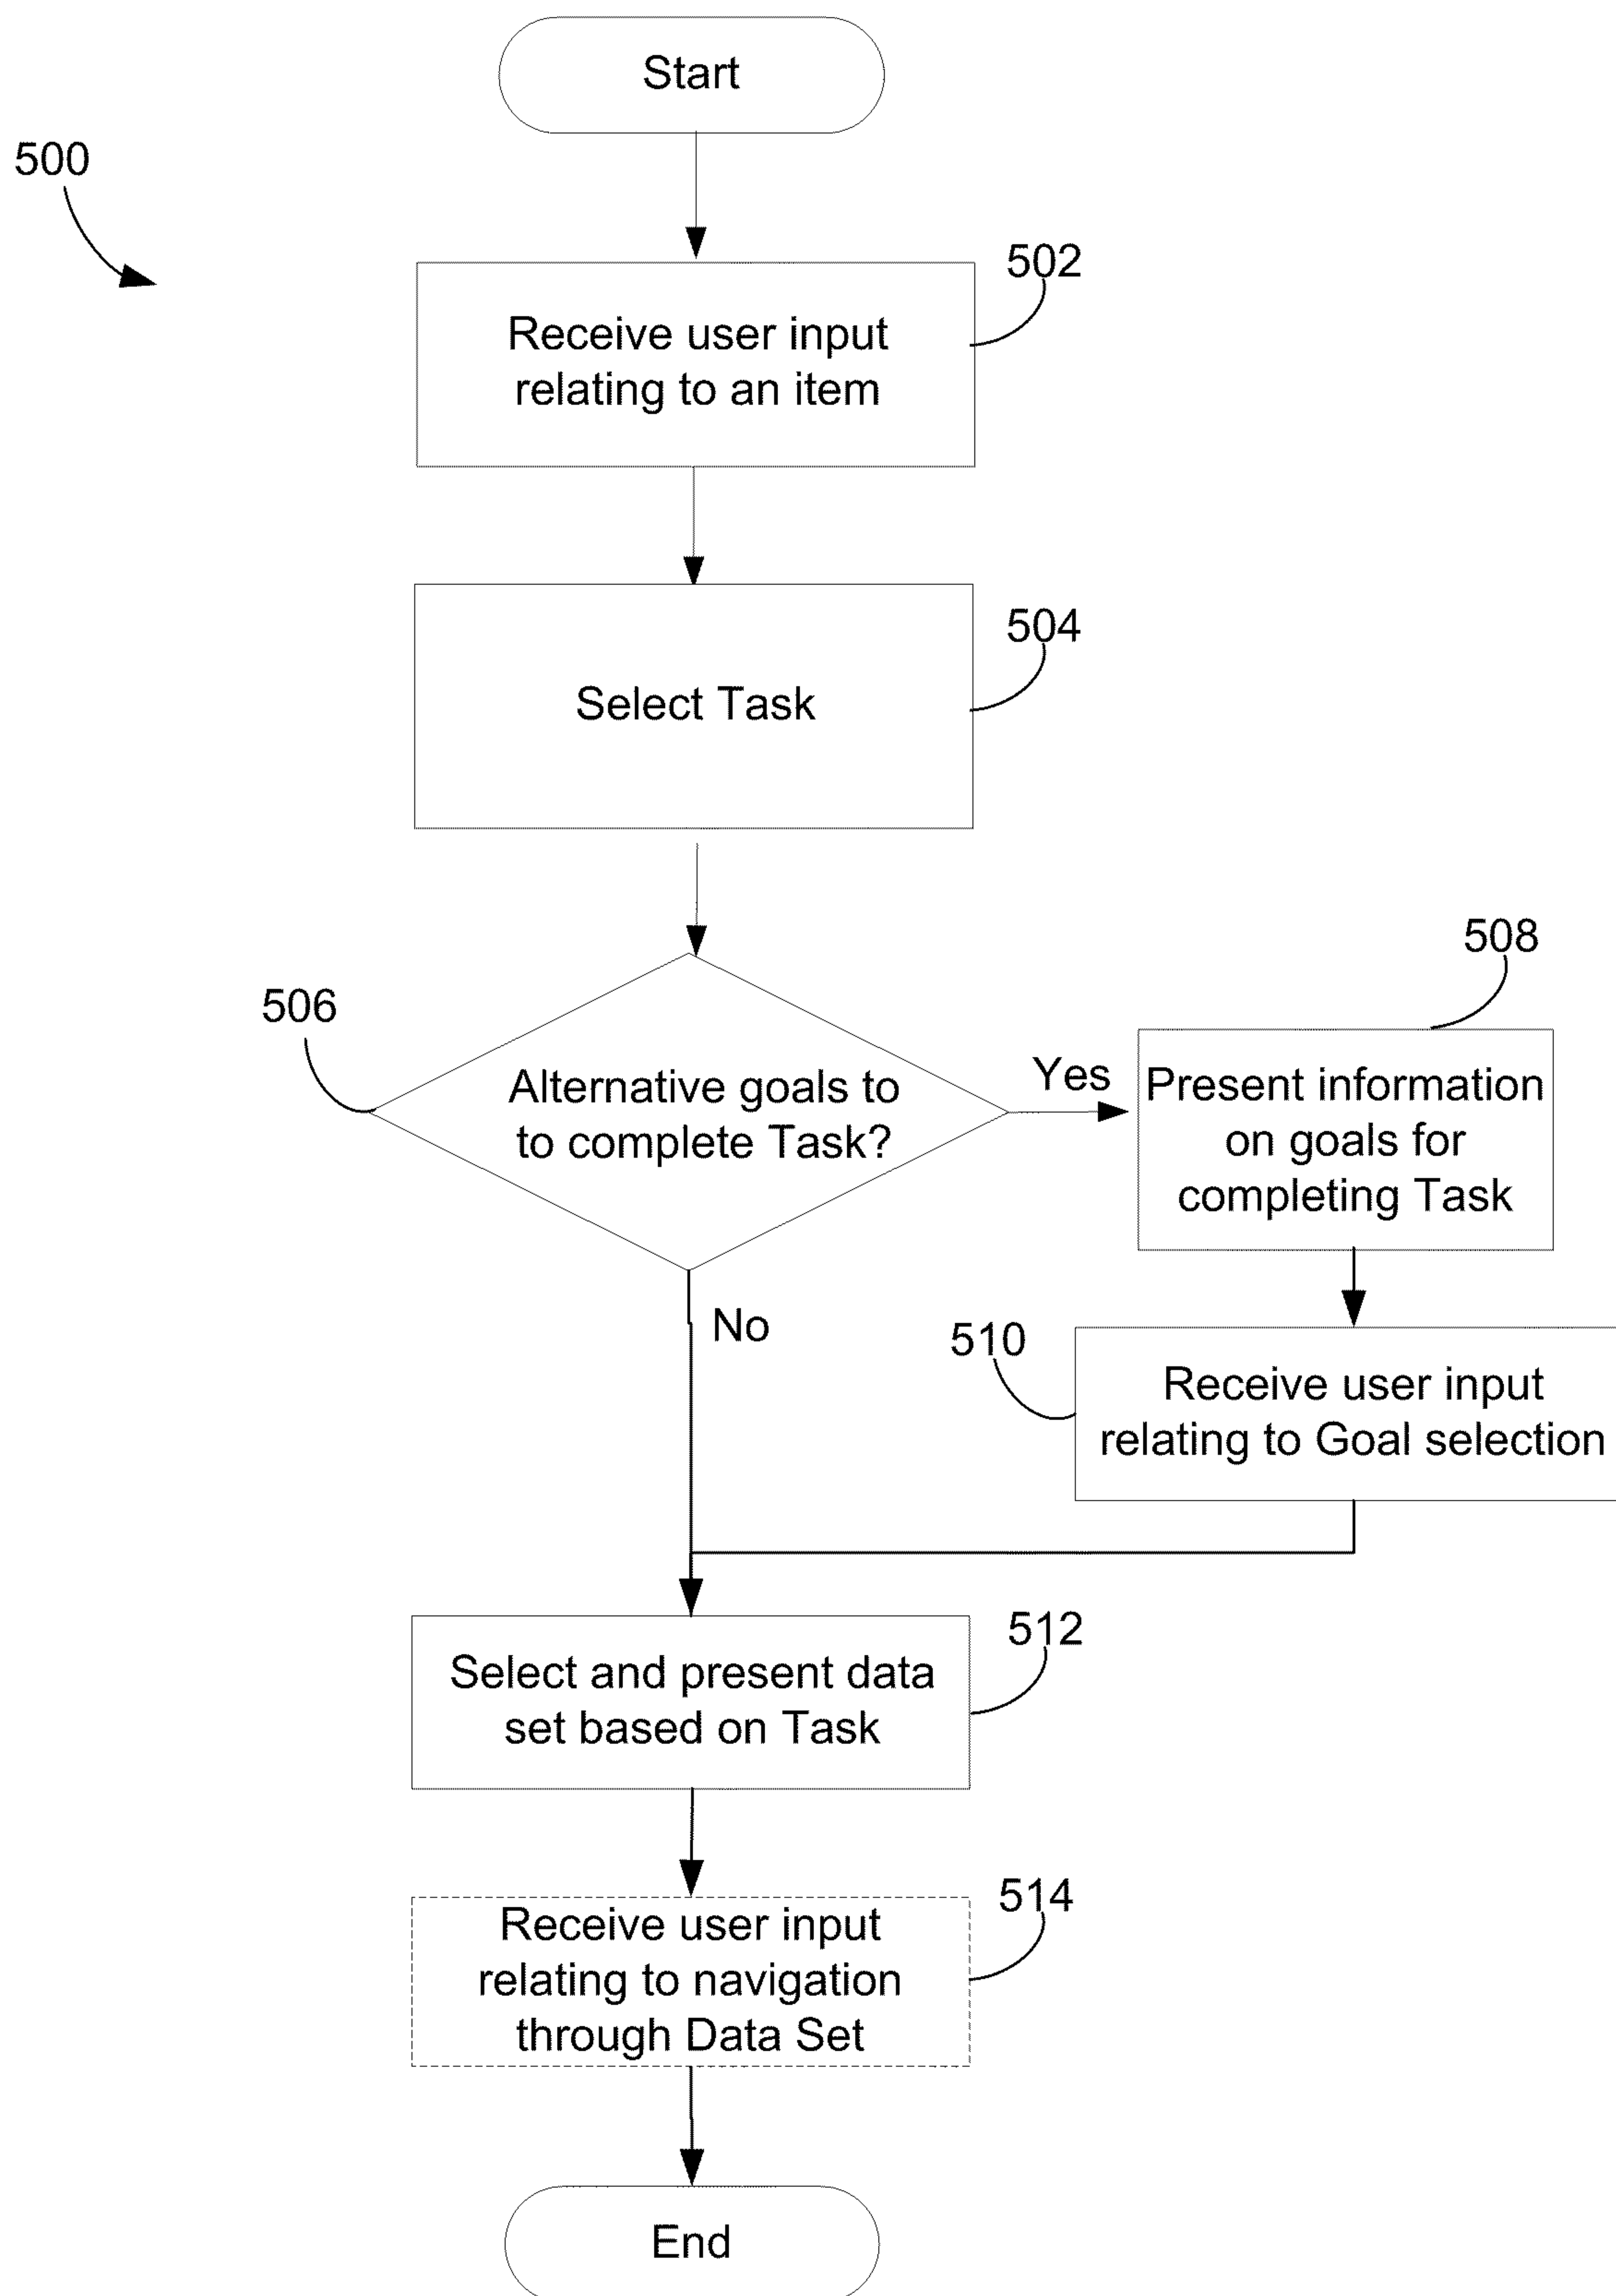 Start
500
502
Receive user input
relating to an item
504
Select Task
508
506
Alternative goals to
to complete Task?
Yes
Present information
on goals for
completing Task
No
510
Receive user input
relating to Goal selection
512
Select and present data
set based on Task
514
Receive user input
relating to navigation
through Data Set
End